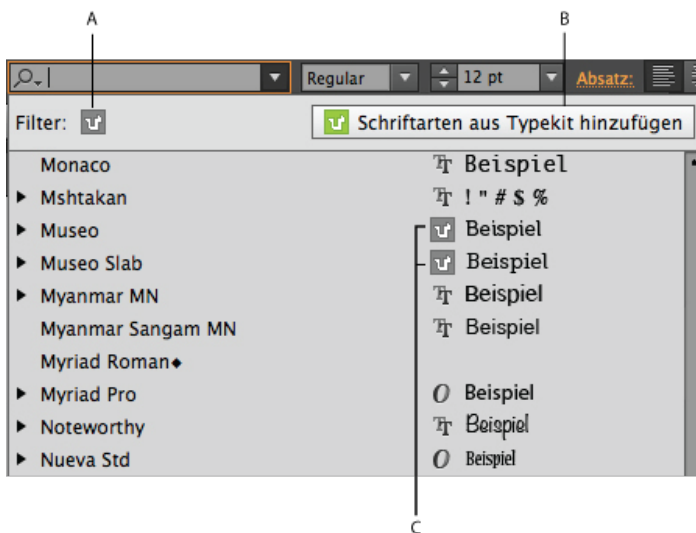 A B
Regular 12 pt Absatz:
Filter: Schriftarten aus Typekit hinzufügen
Monaco Beispiel
Mshtakan ! " # $ %
Museo Beispiel
Museo Slab Beispiel
Myanmar MN Beispiel
Myanmar Sangam MN Beispiel
Myriad Roman
Myriad Pro Beispiel
Noteworthy Beispiel
Nueva Std Beispiel
C